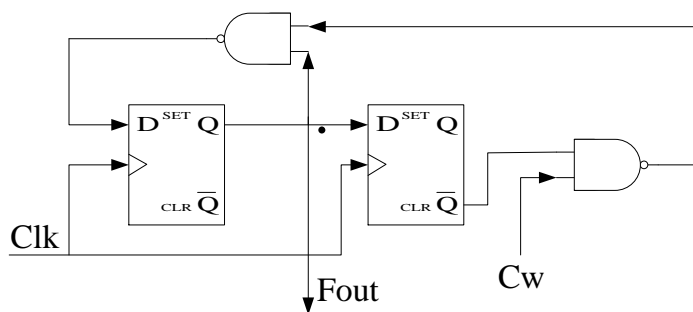 D SET Q
CLR Q̅
D SET Q
CLR Q̅
Clk
Fout
Cw